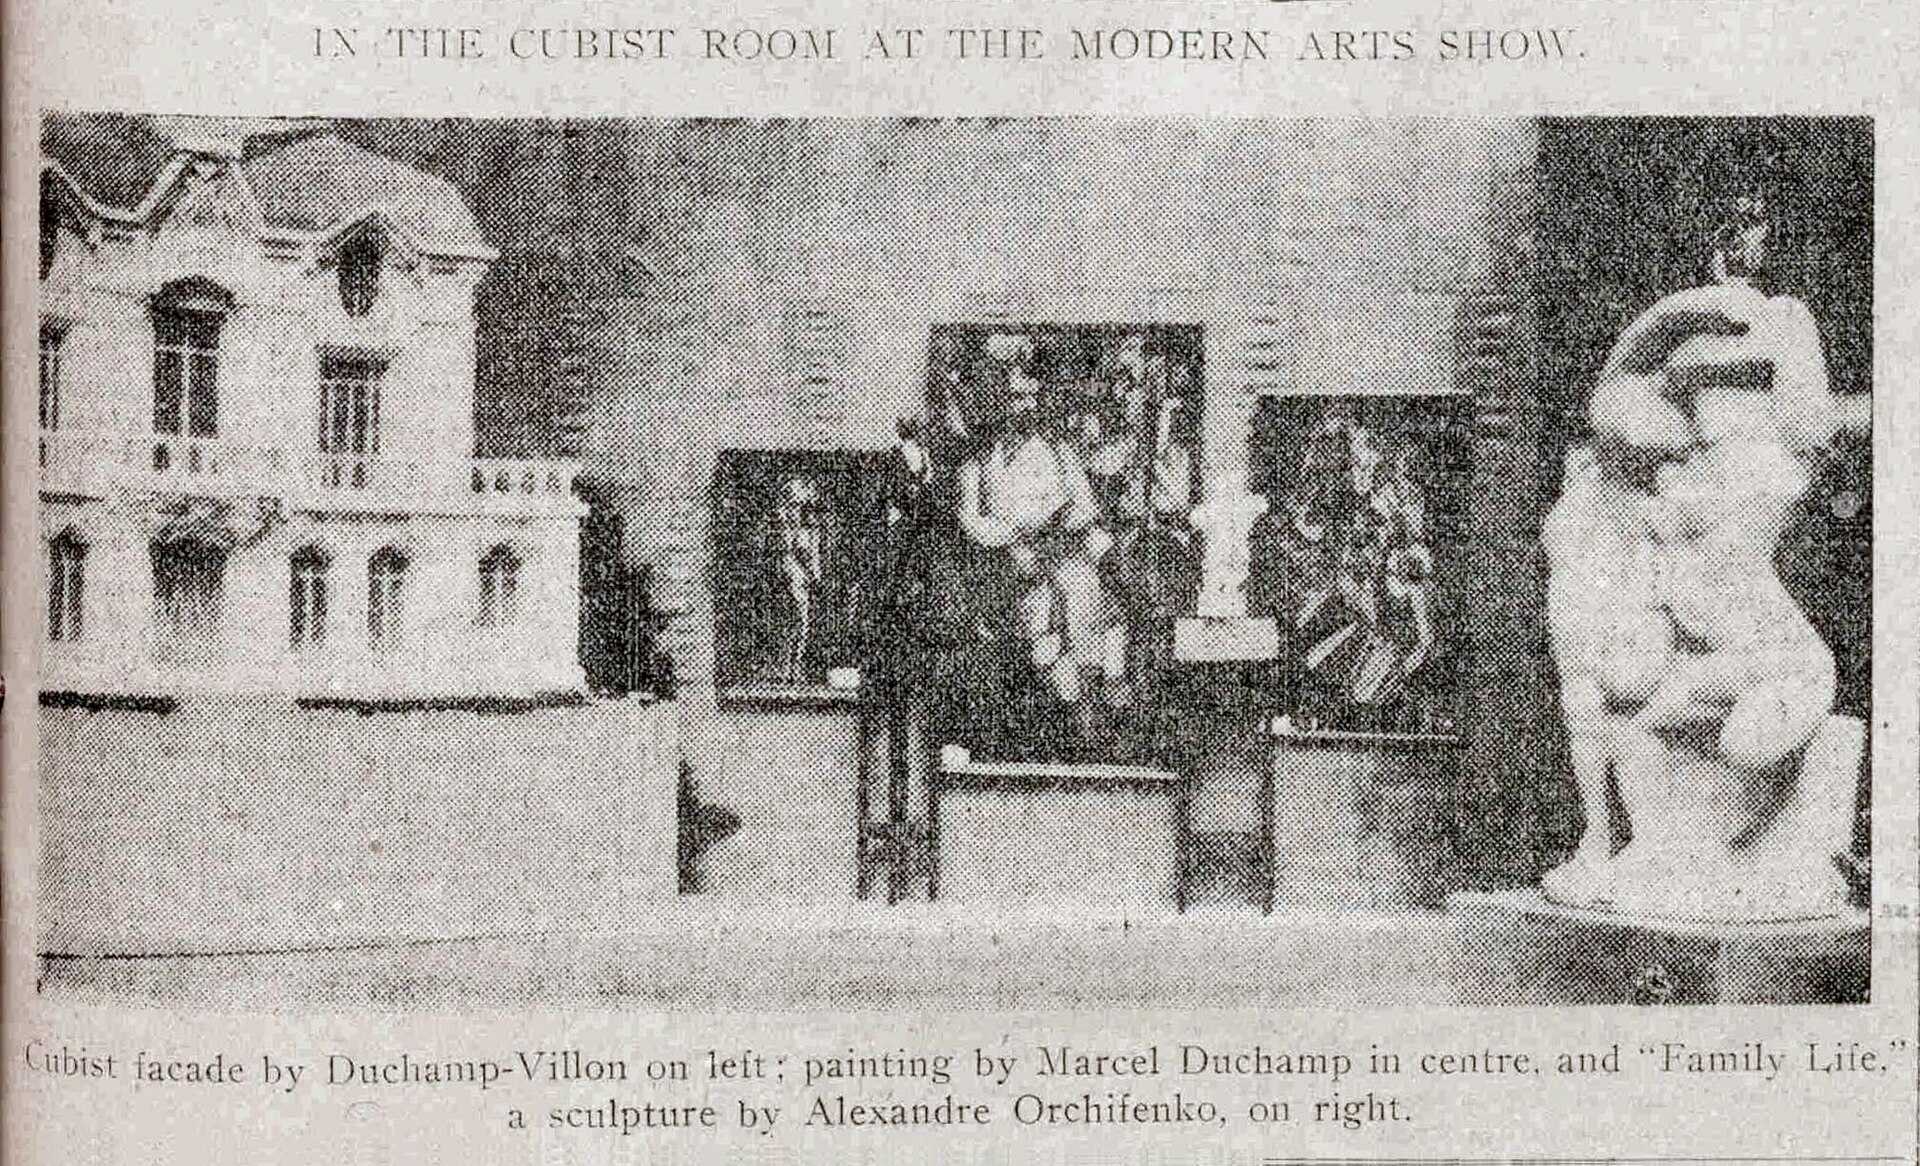 IN THE CUBIST ROOM AT THE MODERN ARTS SHOW.
Cubist facade by Duchamp-Villon on left; painting by Marcel Duchamp in centre, and "Family Life,"
a sculpture by Alexandre Orchifenko, on right.